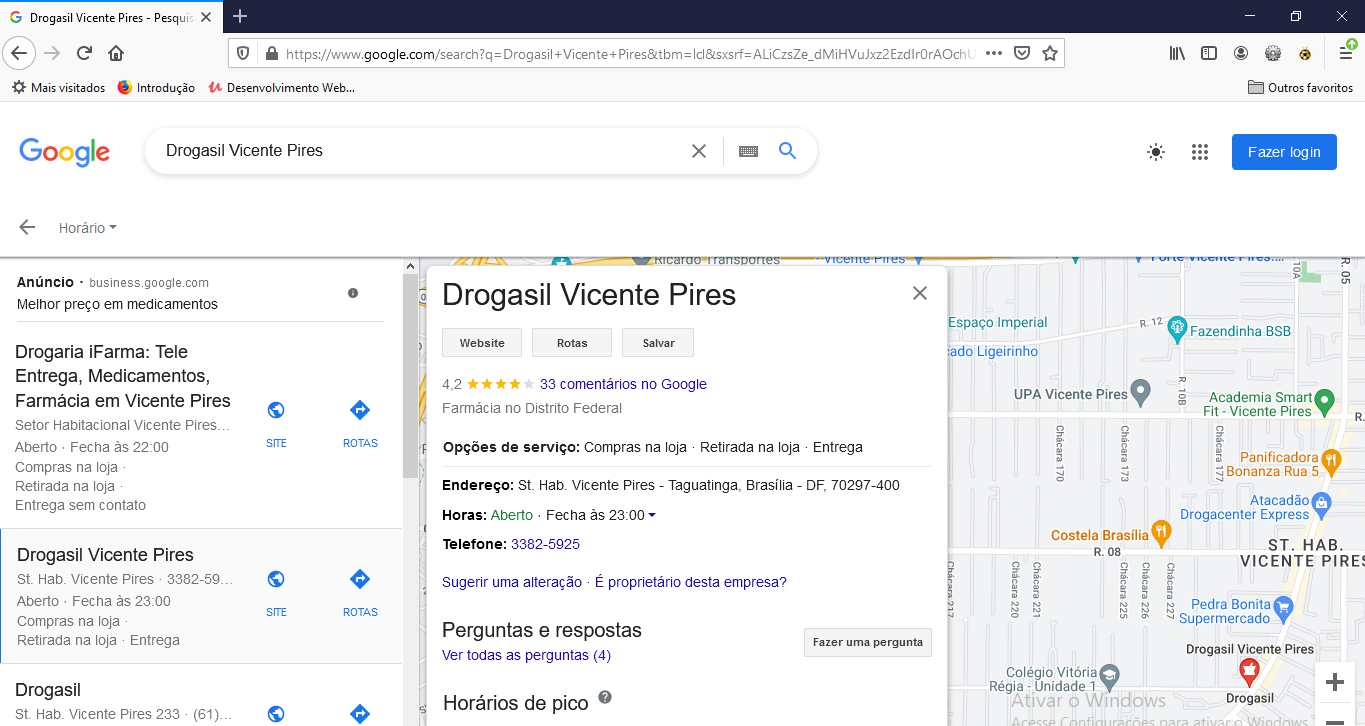 Drogasil Vicente Pires - Pesquis
https://www.google.com/search?q=Drogasil+Vicente+Pires&tbm=lcl&sxsrf=ALiCzsZe_dMiHVuJxz2EzdIr0rAOchU
Mais visitados
Introdução
Desenvolvimento Web...
Outros favoritos
Google
Drogasil Vicente Pires
Fazer login
Horário
Anúncio · business.google.com
Melhor preço em medicamentos
Drogaria iFarma: Tele
Entrega, Medicamentos,
Farmácia em Vicente Pires
Setor Habitacional Vicente Pires...
Aberto · Fecha às 22:00
Compras na loja ·
Retirada na loja ·
Entrega sem contato
SITE
ROTAS
Drogasil Vicente Pires
St. Hab. Vicente Pires · 3382-59...
Aberto · Fecha às 23:00
Compras na loja ·
Retirada na loja · Entrega
SITE
ROTAS
Drogasil
St. Hab. Vicente Pires 233 · (61)...
Drogasil Vicente Pires
Website
Rotas
Salvar
4,2
33 comentários no Google
Farmácia no Distrito Federal
Opções de serviço: Compras na loja · Retirada na loja · Entrega
Endereço: St. Hab. Vicente Pires - Taguatinga, Brasília - DF, 70297-400
Horas: Aberto · Fecha às 23:00
Telefone: 3382-5925
Sugerir uma alteração · É proprietário desta empresa?
Perguntas e respostas
Ver todas as perguntas (4)
Fazer uma pergunta
Horários de pico
Ricardo Transportes
- Vicente Pires
Forte Vicente Pires...
10A
R. 05
Espaço Imperial
R. 12
Fazendinha BSB
cado Ligeirinho
UPA Vicente Pires
R. 10B
Academia Smart
Fit - Vicente Pires
R.
Chácara 170
Chácara 173
Chácara 177
Panificadora
Bonanza Rua 5
Atacadão
Drogacenter Express
Costela Brasília
R. 08
ST. HAB.
VICENTE PIRES
Chácara 217
Chácara 220
Chácara 221
Chácara 225
Chácara 226
Chácara 227
Pedra Bonita
Supermercado
Drogasil Vicente Pires
Drogasil
Colégio Vitória
Régia - Unidade 1
Ativar o Windows
Acesse Configurações para ativar o Windows.